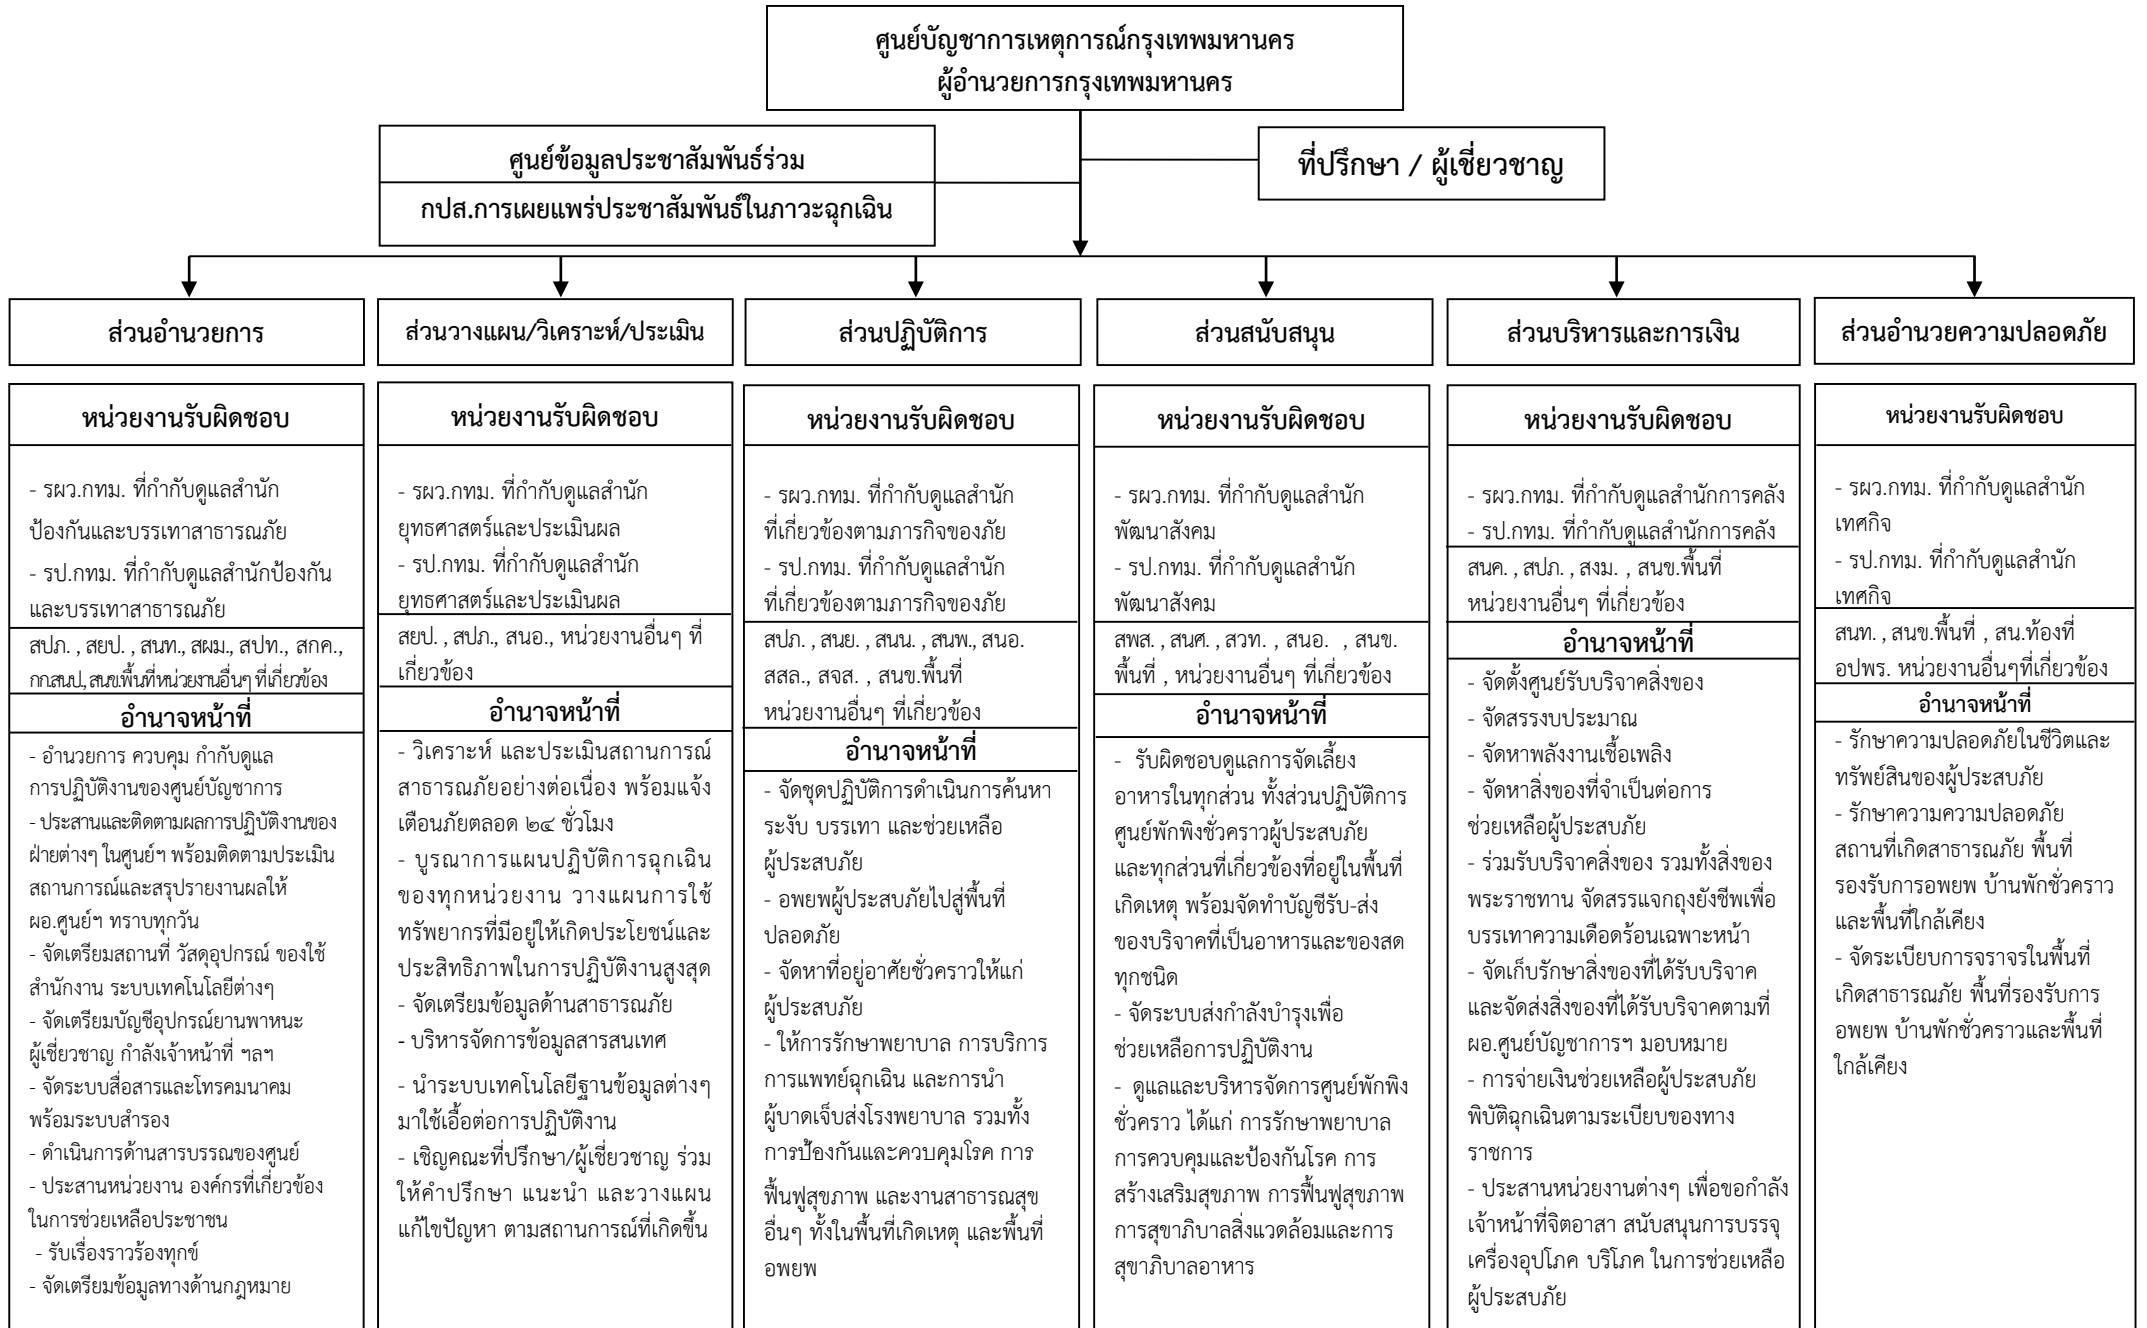 ศูนย์บัญชาการเหตุการณ์กรุงเทพมหานคร
ผู้อำนวยการกรุงเทพมหานคร
ศูนย์ข้อมูลประชาสัมพันธ์ร่วม
กปส.การเผยแพร่ประชาสัมพันธ์ในภาวะฉุกเฉิน
ที่ปรึกษา / ผู้เชี่ยวชาญ
ส่วนอำนวยการ
หน่วยงานรับผิดชอบ
- รผว.กทม. ที่กำกับดูแลสำนัก
ป้องกันและบรรเทาสาธารณภัย
- รป.กทม. ที่กำกับดูแลสำนักป้องกัน
และบรรเทาสาธารณภัย
สปภ. , สยป. , สนท., สผม., สปท., สกค.,
กก.สนป., สนข.พื้นที่หน่วยงานอื่นๆ ที่เกี่ยวข้อง
อำนาจหน้าที่
- อำนวยการ ควบคุม กำกับดูแล
การปฏิบัติงานของศูนย์บัญชาการ
- ประสานและติดตามผลการปฏิบัติงานของ
ฝ่ายต่างๆ ในศูนย์ฯ พร้อมติดตามประเมิน
สถานการณ์และสรุปรายงานผลให้
ผอ.ศูนย์ฯ ทราบทุกวัน
- จัดเตรียมสถานที่ วัสดุอุปกรณ์ ของใช้
สำนักงาน ระบบเทคโนโลยีต่างๆ
- จัดเตรียมบัญชีอุปกรณ์ยานพาหนะ
ผู้เชี่ยวชาญ กำลังเจ้าหน้าที่ ฯลฯ
- จัดระบบสื่อสารและโทรคมนาคม
พร้อมระบบสำรอง
- ดำเนินการด้านสารบรรณของศูนย์
- ประสานหน่วยงาน องค์กรที่เกี่ยวข้อง
ในการช่วยเหลือประชาชน
- รับเรื่องราวร้องทุกข์
- จัดเตรียมข้อมูลทางด้านกฎหมาย
ส่วนวางแผน/วิเคราะห์/ประเมิน
หน่วยงานรับผิดชอบ
- รผว.กทม. ที่กำกับดูแลสำนัก
ยุทธศาสตร์และประเมินผล
- รป.กทม. ที่กำกับดูแลสำนัก
ยุทธศาสตร์และประเมินผล
สยป. , สปภ., สนอ., หน่วยงานอื่นๆ ที่
เกี่ยวข้อง
อำนาจหน้าที่
- วิเคราะห์ และประเมินสถานการณ์
สาธารณภัยอย่างต่อเนื่อง พร้อมแจ้ง
เตือนภัยตลอด ๒๔ ชั่วโมง
- บูรณาการแผนปฏิบัติการฉุกเฉิน
ของทุกหน่วยงาน วางแผนการใช้
ทรัพยากรที่มีอยู่ให้เกิดประโยชน์และ
ประสิทธิภาพในการปฏิบัติงานสูงสุด
- จัดเตรียมข้อมูลด้านสาธารณภัย
- บริหารจัดการข้อมูลสารสนเทศ
- นำระบบเทคโนโลยีฐานข้อมูลต่างๆ
มาใช้เอื้อต่อการปฏิบัติงาน
- เชิญคณะที่ปรึกษา/ผู้เชี่ยวชาญ ร่วม
ให้คำปรึกษา แนะนำ และวางแผน
แก้ไขปัญหา ตามสถานการณ์ที่เกิดขึ้น
ส่วนปฏิบัติการ
หน่วยงานรับผิดชอบ
- รผว.กทม. ที่กำกับดูแลสำนัก
ที่เกี่ยวข้องตามภารกิจของภัย
- รป.กทม. ที่กำกับดูแลสำนัก
ที่เกี่ยวข้องตามภารกิจของภัย
สปภ. , สนย. , สนน. , สนพ., สนอ.
สสล., สจส. , สนข.พื้นที่
หน่วยงานอื่นๆ ที่เกี่ยวข้อง
อำนาจหน้าที่
- จัดชุดปฏิบัติการดำเนินการค้นหา
ระงับ บรรเทา และช่วยเหลือ
ผู้ประสบภัย
- อพยพผู้ประสบภัยไปสู่พื้นที่
ปลอดภัย
- จัดหาที่อยู่อาศัยชั่วคราวให้แก่
ผู้ประสบภัย
- ให้การรักษาพยาบาล การบริการ
การแพทย์ฉุกเฉิน และการนำ
ผู้บาดเจ็บส่งโรงพยาบาล รวมทั้ง
การป้องกันและควบคุมโรค การ
ฟื้นฟูสุขภาพ และงานสาธารณสุข
อื่นๆ ทั้งในพื้นที่เกิดเหตุ และพื้นที่
อพยพ
ส่วนสนับสนุน
หน่วยงานรับผิดชอบ
- รผว.กทม. ที่กำกับดูแลสำนัก
พัฒนาสังคม
- รป.กทม. ที่กำกับดูแลสำนัก
พัฒนาสังคม
สพส. , สนศ. , สวท. , สนอ. , สนข.
พื้นที่ , หน่วยงานอื่นๆ ที่เกี่ยวข้อง
อำนาจหน้าที่
- รับผิดชอบดูแลการจัดเลี้ยง
อาหารในทุกส่วน ทั้งส่วนปฏิบัติการ
ศูนย์พักพิงชั่วคราวผู้ประสบภัย
และทุกส่วนที่เกี่ยวข้องที่อยู่ในพื้นที่
เกิดเหตุ พร้อมจัดทำบัญชีรับ-ส่ง
ของบริจาคที่เป็นอาหารและของสด
ทุกชนิด
- จัดระบบส่งกำลังบำรุงเพื่อ
ช่วยเหลือการปฏิบัติงาน
- ดูแลและบริหารจัดการศูนย์พักพิง
ชั่วคราว ได้แก่ การรักษาพยาบาล
การควบคุมและป้องกันโรค การ
สร้างเสริมสุขภาพ การฟื้นฟูสุขภาพ
การสุขาภิบาลสิ่งแวดล้อมและการ
สุขาภิบาลอาหาร
ส่วนบริหารและการเงิน
หน่วยงานรับผิดชอบ
- รผว.กทม. ที่กำกับดูแลสำนักการคลัง
- รป.กทม. ที่กำกับดูแลสำนักการคลัง
สนค. , สปภ. , สงม. , สนข.พื้นที่
หน่วยงานอื่นๆ ที่เกี่ยวข้อง
อำนาจหน้าที่
- จัดตั้งศูนย์รับบริจาคสิ่งของ
- จัดสรรงบประมาณ
- จัดหาพลังงานเชื้อเพลิง
- จัดหาสิ่งของที่จำเป็นต่อการ
ช่วยเหลือผู้ประสบภัย
- ร่วมรับบริจาคสิ่งของ รวมทั้งสิ่งของ
พระราชทาน จัดสรรแจกถุงยังชีพเพื่อ
บรรเทาความเดือดร้อนเฉพาะหน้า
- จัดเก็บรักษาสิ่งของที่ได้รับบริจาค
และจัดส่งสิ่งของที่ได้รับบริจาคตามที่
ผอ.ศูนย์บัญชาการฯ มอบหมาย
- การจ่ายเงินช่วยเหลือผู้ประสบภัย
พิบัติฉุกเฉินตามระเบียบของทาง
ราชการ
- ประสานหน่วยงานต่างๆ เพื่อขอกำลัง
เจ้าหน้าที่จิตอาสา สนับสนุนการบรรจุ
เครื่องอุปโภค บริโภค ในการช่วยเหลือ
ผู้ประสบภัย
ส่วนอำนวยความปลอดภัย
หน่วยงานรับผิดชอบ
- รผว.กทม. ที่กำกับดูแลสำนัก
เทศกิจ
- รป.กทม. ที่กำกับดูแลสำนัก
เทศกิจ
สนท. , สนข.พื้นที่ , สน.ท้องที่
อปพร. หน่วยงานอื่นๆที่เกี่ยวข้อง
อำนาจหน้าที่
- รักษาความปลอดภัยในชีวิตและ
ทรัพย์สินของผู้ประสบภัย
- รักษาความความปลอดภัย
สถานที่เกิดสาธารณภัย พื้นที่
รองรับการอพยพ บ้านพักชั่วคราว
และพื้นที่ใกล้เคียง
- จัดระเบียบการจราจรในพื้นที่
เกิดสาธารณภัย พื้นที่รองรับการ
อพยพ บ้านพักชั่วคราวและพื้นที่
ใกล้เคียง